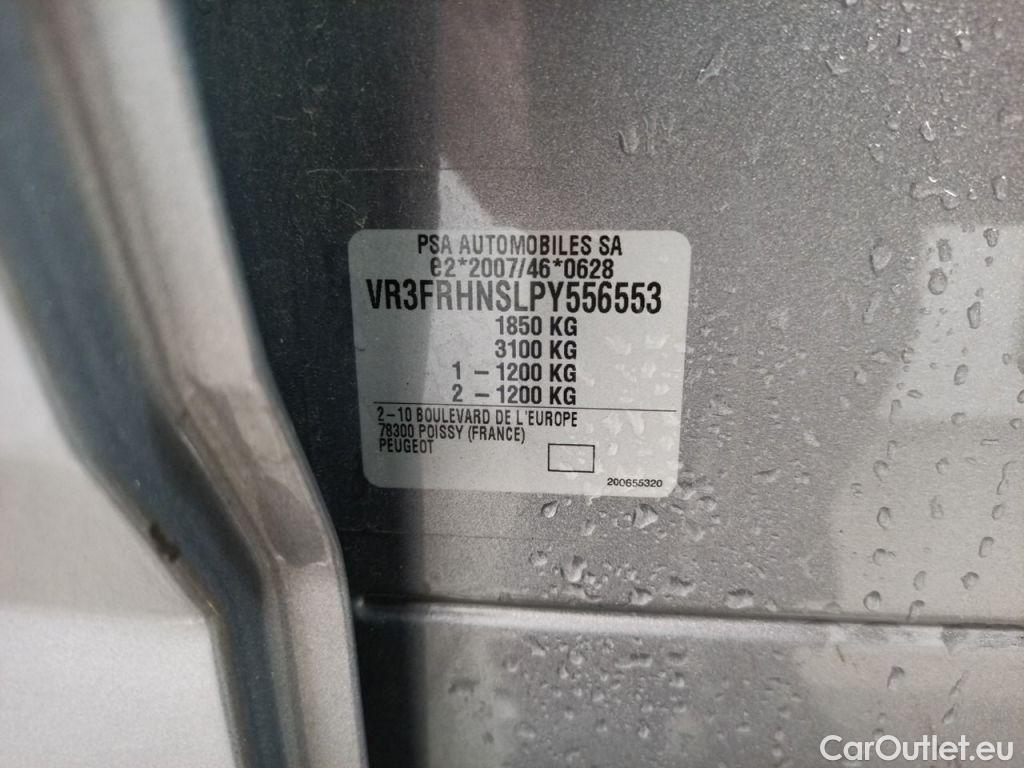 PSA AUTOMOBILES SA
e2*2007/46*0628
VR3FRHNSLPY556553
1850 KG
3100 KG
1 – 1200 KG
2 – 1200 KG
2–10 BOULEVARD DE L'EUROPE
78300 POISSY (FRANCE)
PEUGEOT
200655320
CarOutlet.eu